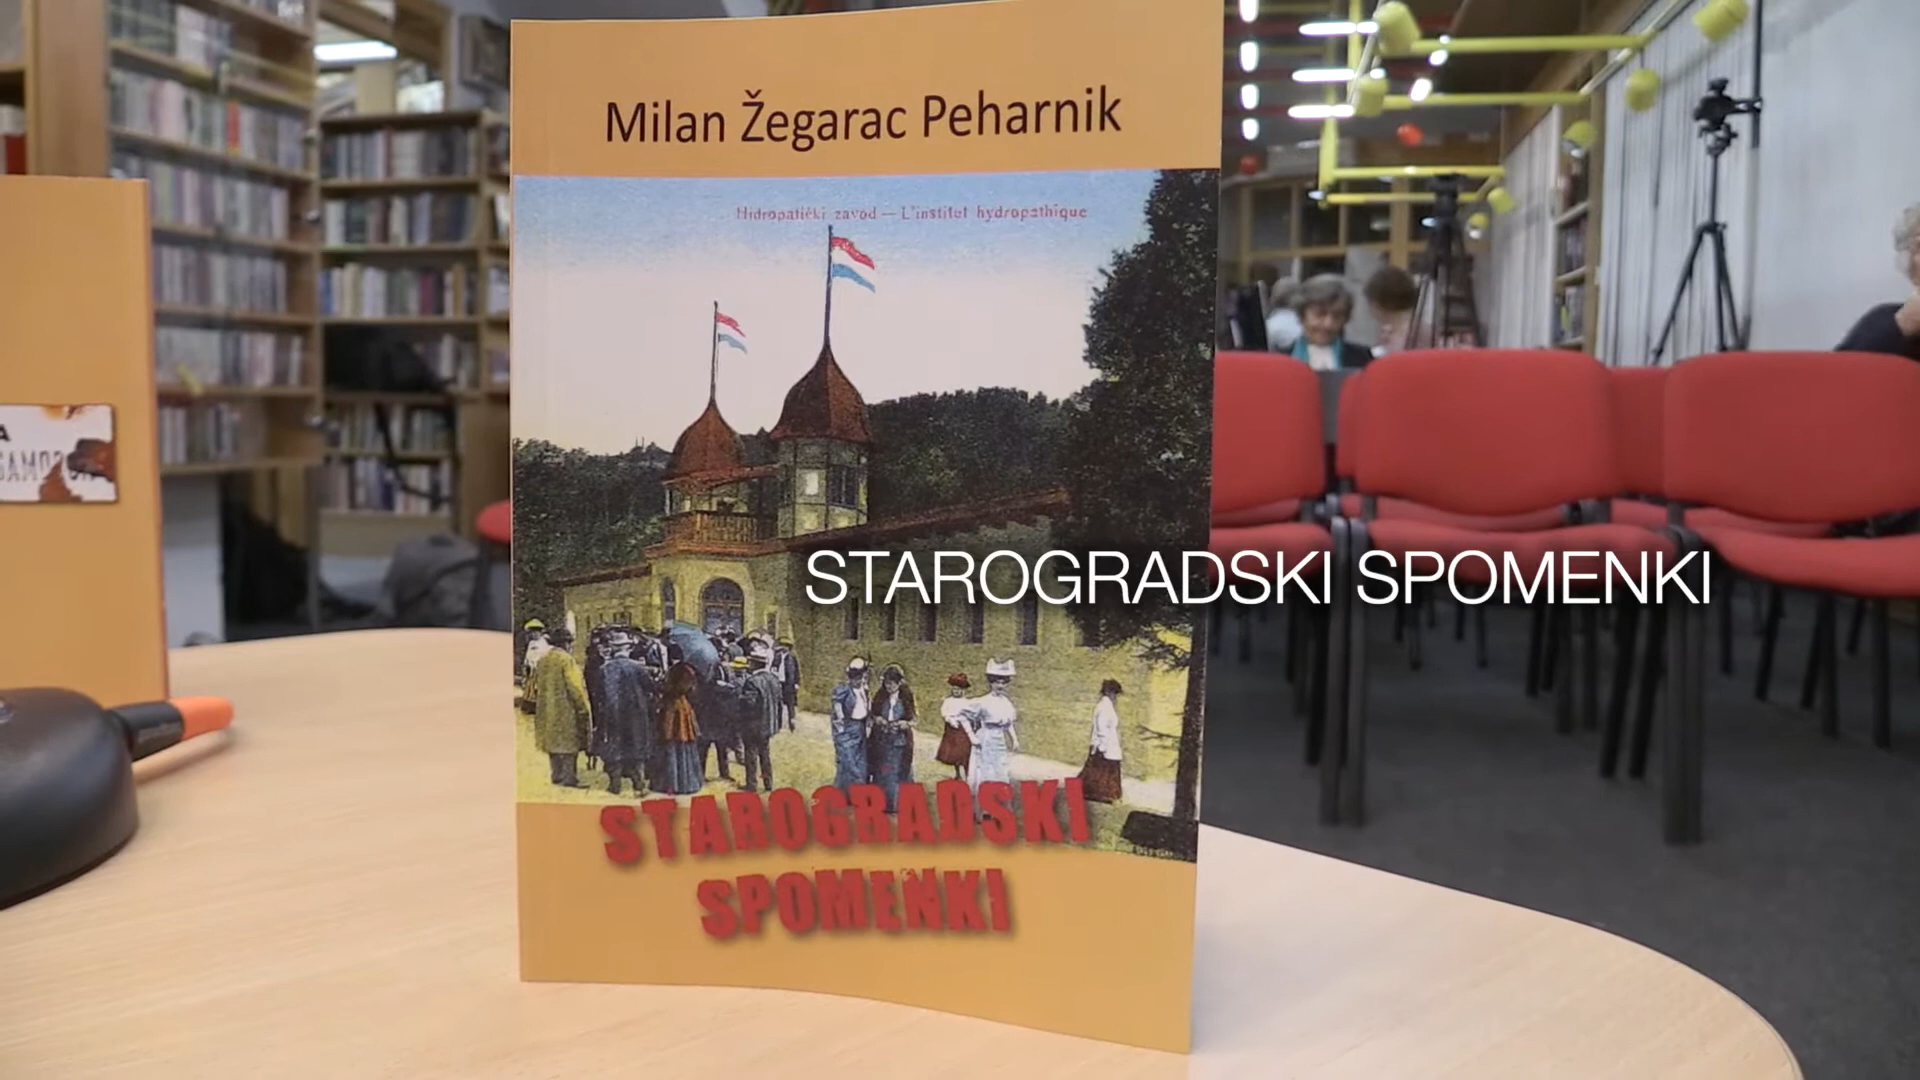 Milan Žegarac Peharnik
Hidropatički zavod — L'institut hydropathique
STAROGRADSKI SPOMENKI
STAROGRADSKI
SPOMENKI
A